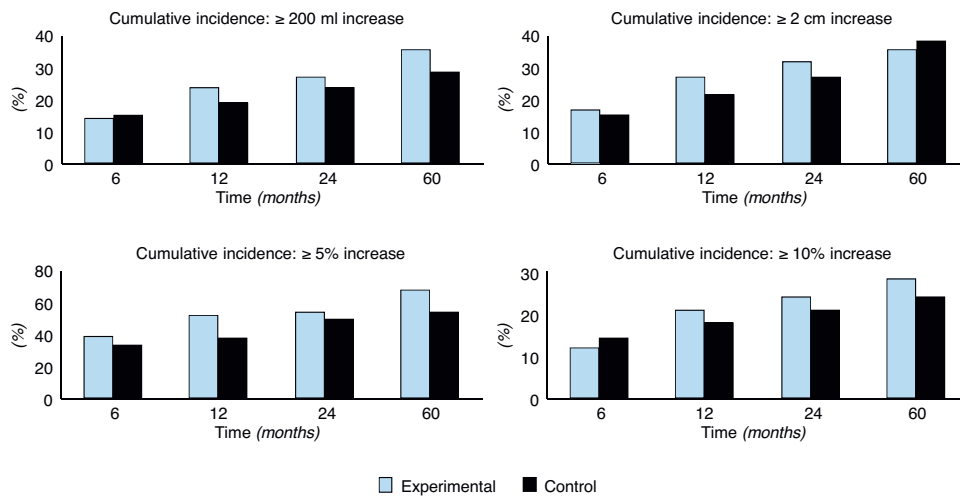 Cumulative incidence: ≥ 200 ml increase
40
30
20
10
0
(%)
6 12 24 60
Time (months)
Cumulative incidence: ≥ 2 cm increase
40
30
20
10
0
(%)
6 12 24 60
Time (months)
Cumulative incidence: ≥ 5% increase
80
60
40
20
0
(%)
6 12 24 60
Time (months)
Cumulative incidence: ≥ 10% increase
30
20
10
0
(%)
6 12 24 60
Time (months)
Experimental Control